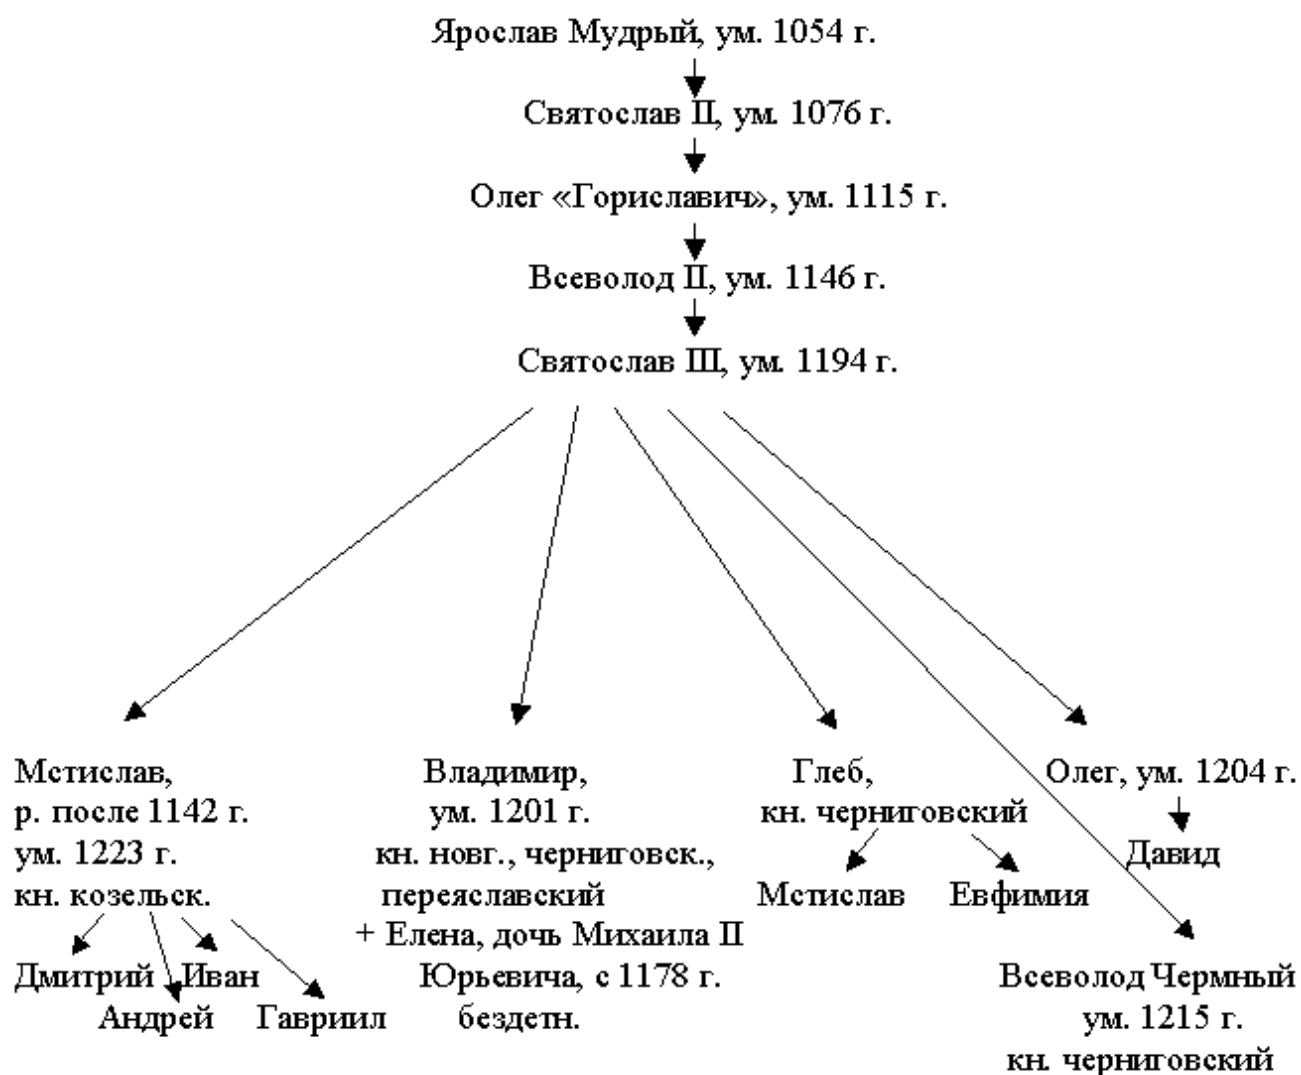 Ярослав Мудрый, ум. 1054 г.
Святослав II, ум. 1076 г.
Олег «Гориславич», ум. 1115 г.
Всеволод II, ум. 1146 г.
Святослав III, ум. 1194 г.
Мстислав,
р. после 1142 г.
ум. 1223 г.
кн. козельск.
Дмитрий
Иван
Андрей
Гавриил
Владимир,
ум. 1201 г.
кн. новг., черниговск.,
переяславский
+ Елена, дочь Михаила II
Юрьевича, с 1178 г.
бездетн.
Глеб,
кн. черниговский
Мстислав
Евфимия
Олег, ум. 1204 г.
Давид
Всеволод Чермный
ум. 1215 г.
кн. черниговский